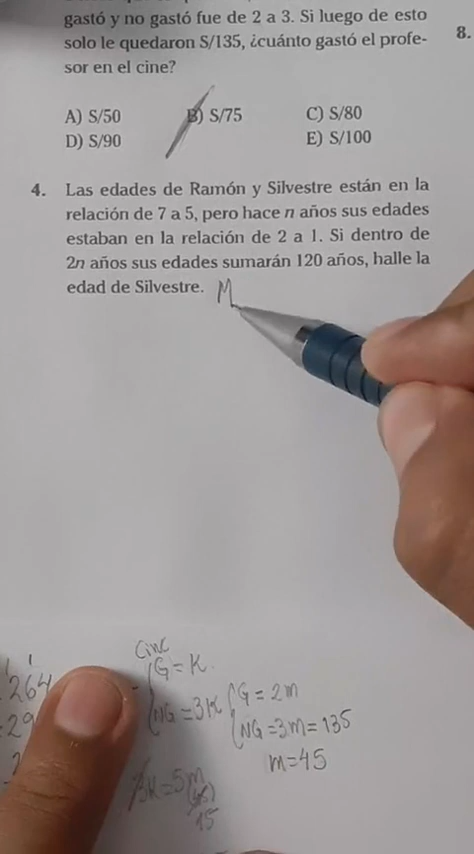 gastó y no gastó fue de 2 a 3. Si luego de esto
solo le quedaron S/135, ¿cuánto gastó el profe-
sor en el cine?
8.
A) S/50 B) S/75 C) S/80
D) S/90 E) S/100
4. Las edades de Ramón y Silvestre están en la
relación de 7 a 5, pero hace n años sus edades
estaban en la relación de 2 a 1. Si dentro de
2n años sus edades sumarán 120 años, halle la
edad de Silvestre. M
Cine
G = K
NG = 3K
G = 2m
NG = 3m = 135
m = 45
264
29
= 5m
(45)
15